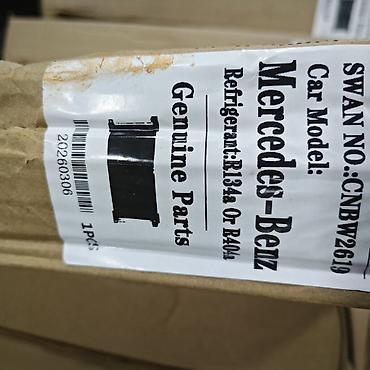 SWAN NO.:CNBW2619
Car Model:
Mercedes-Benz
Refrigerant:R134a Or R404a
Genuine Parts
20260306
1PCS